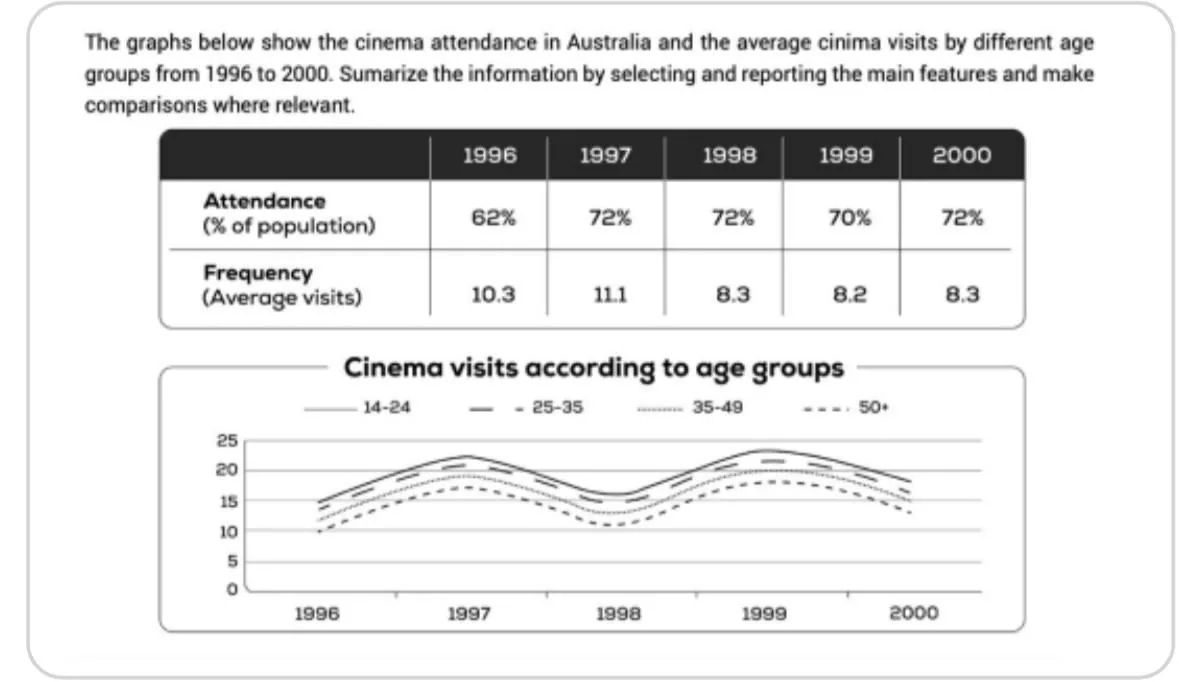 The graphs below show the cinema attendance in Australia and the average cinima visits by different age
groups from 1996 to 2000. Sumarize the information by selecting and reporting the main features and make
comparisons where relevant.
1996 1997 1998 1999 2000
Attendance
(% of population) 62% 72% 72% 70% 72%
Frequency
(Average visits) 10.3 11.1 8.3 8.2 8.3
Cinema visits according to age groups
14-24 25-35 35-49 50+
25
20
15
10
5
0
1996 1997 1998 1999 2000